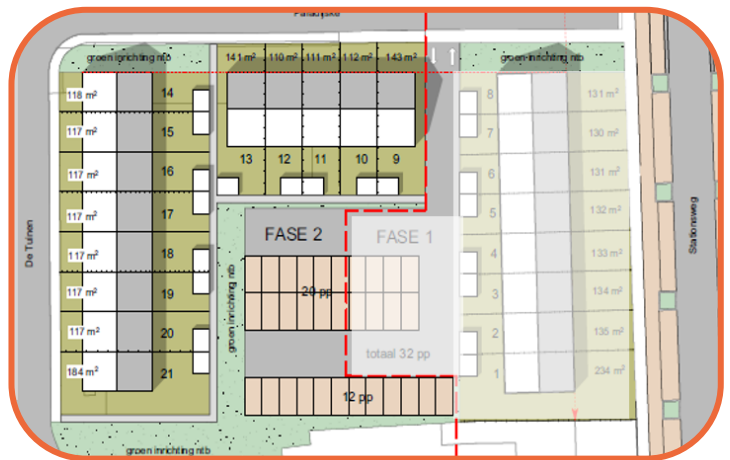 Paradijske
groen inrichting ntb
141 m² 110 m² 111 m² 112 m² 143 m²
groen-inrichting ntb
118 m² 14
8 131 m²
117 m² 15
7 130 m²
13 12 11 10 9
117 m² 16
6 131 m²
117 m² 17
5 132 m²
De Tuinen
Stationsweg
FASE 2
FASE 1
117 m² 18
4 133 m²
117 m² 19
20 pp
3 134 m²
groen inrichting ntb
117 m² 20
2 135 m²
totaal 32 pp
184 m² 21
1 234 m²
12 pp
groen inrichting ntb